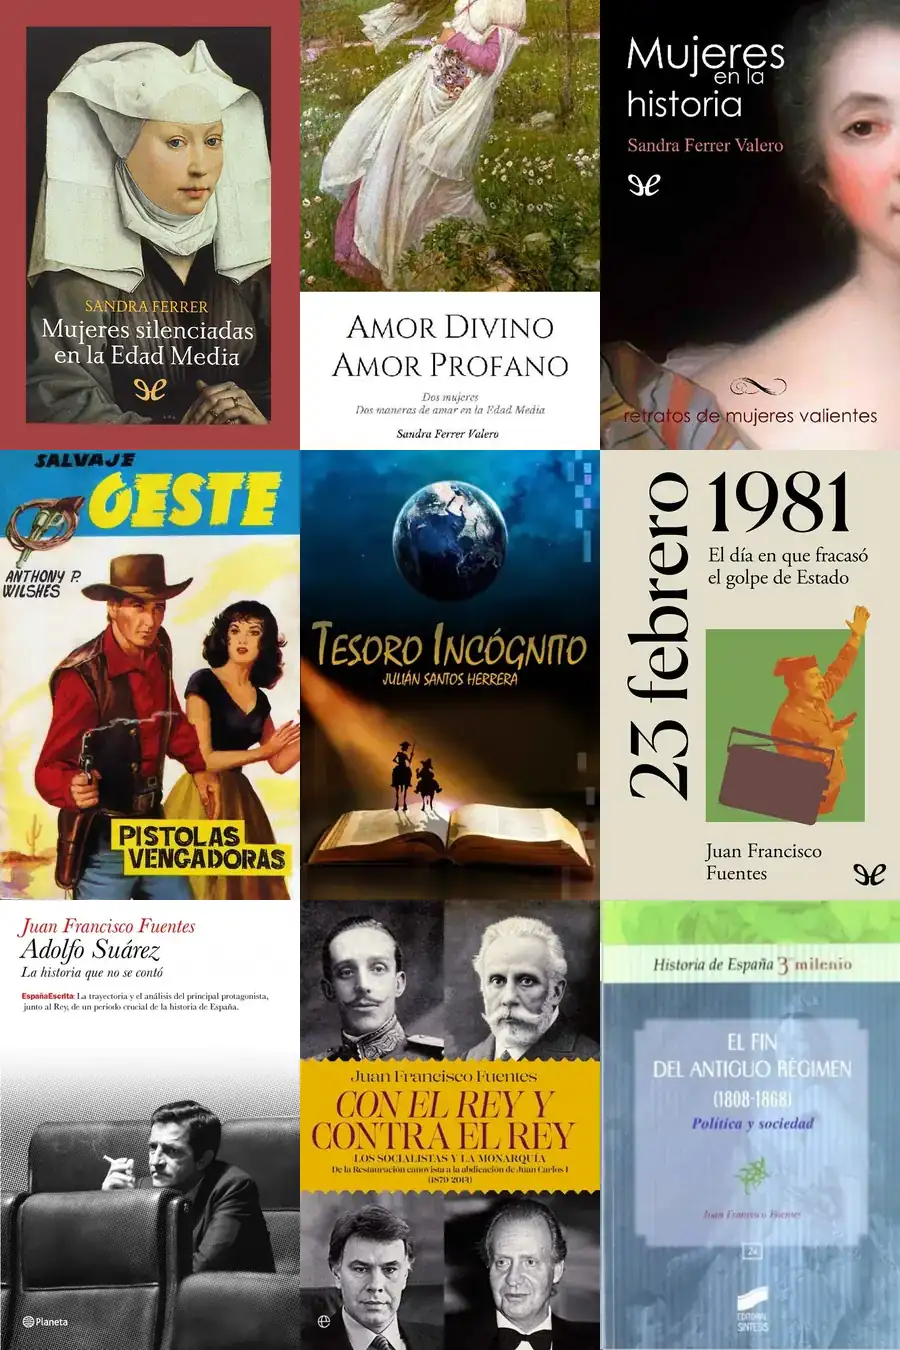 SANDRA FERRER
Mujeres silenciadas
en la Edad Media
AMOR DIVINO
AMOR PROFANO
Dos mujeres
Dos maneras de amar en la Edad Media
Sandra Ferrer Valero
Mujeres
en la
historia
Sandra Ferrer Valero
retratos de mujeres valientes
SALVAJE
OESTE
ANTHONY P.
WILSHES
PISTOLAS
VENGADORAS
TESORO INCÓGNITO
JULIÁN SANTOS HERRERA
23 febrero
1981
El día en que fracasó
el golpe de Estado
Juan Francisco
Fuentes
Juan Francisco Fuentes
Adolfo Suárez
La historia que no se contó
EspañaEscrita: La trayectoria y el análisis del principal protagonista,
junto al Rey, de un período crucial de la historia de España.
Planeta
Juan Francisco Fuentes
CON EL REY Y
CONTRA EL REY
LOS SOCIALISTAS Y LA MONARQUÍA
De la Restauración canovista a la abdicación de Juan Carlos I
(1879-2014)
Historia de España 3er milenio
EL FIN
DEL ANTIGUO RÉGIMEN
(1808-1868)
Política y sociedad
Juan Francisco Fuentes
24
EDITORIAL
SÍNTESIS